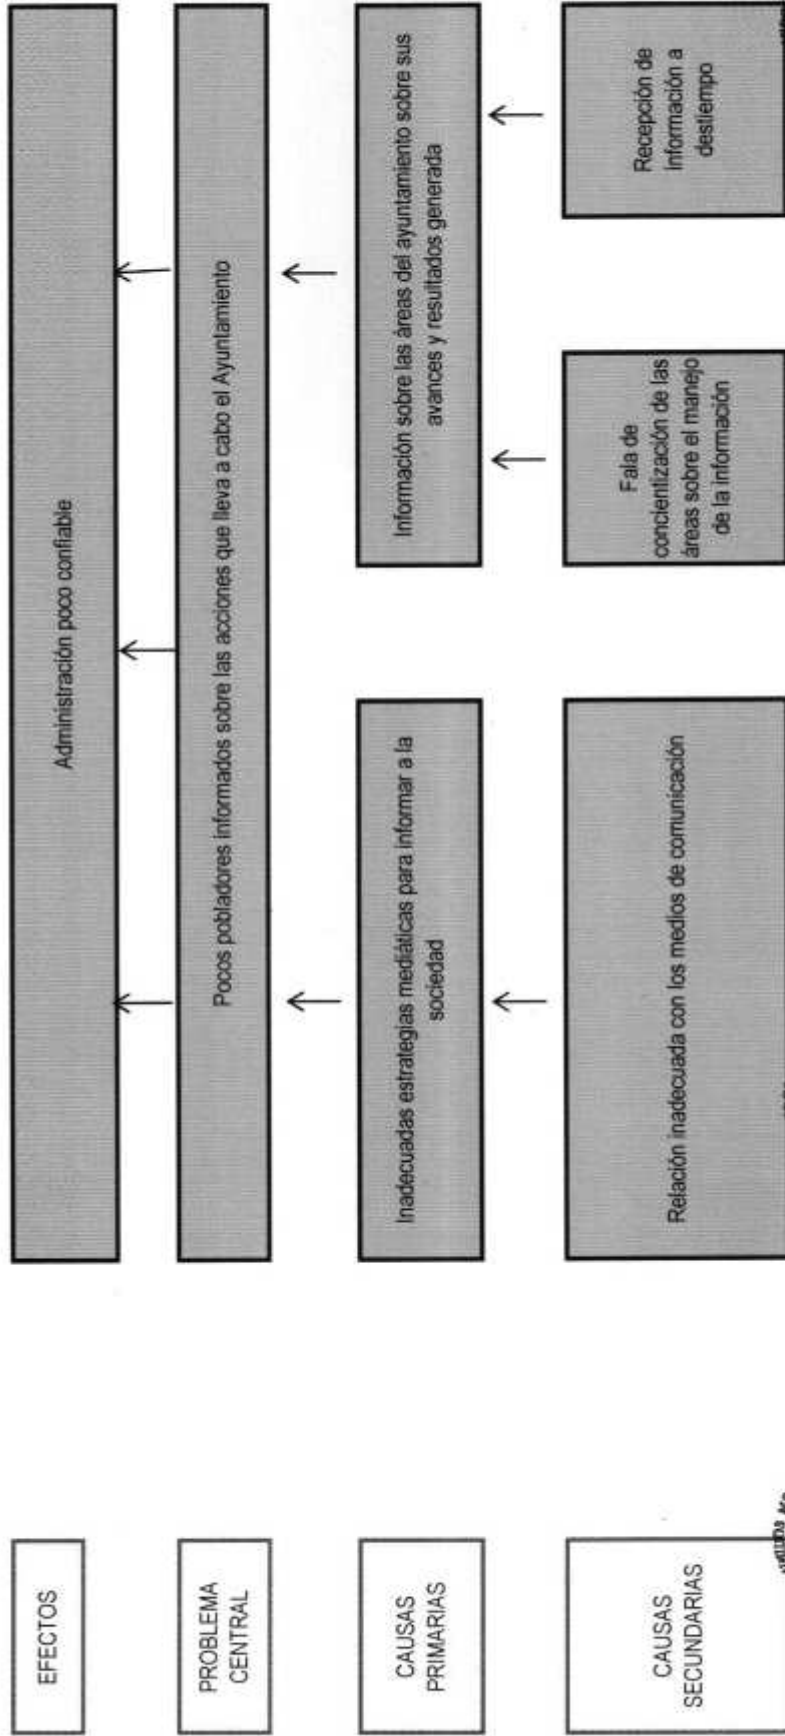 EFECTOS
Administración poco confiable
PROBLEMA
CENTRAL
Pocos pobladores informados sobre las acciones que lleva a cabo el Ayuntamiento
CAUSAS
PRIMARIAS
Inadecuadas estrategias mediáticas para informar a la
sociedad
Información sobre las áreas del ayuntamiento sobre sus
avances y resultados generada
CAUSAS
SECUNDARIAS
Relación inadecuada con los medios de comunicación
Fala de
concientización de las
áreas sobre el manejo
de la información
Recepción de
información a
destiempo